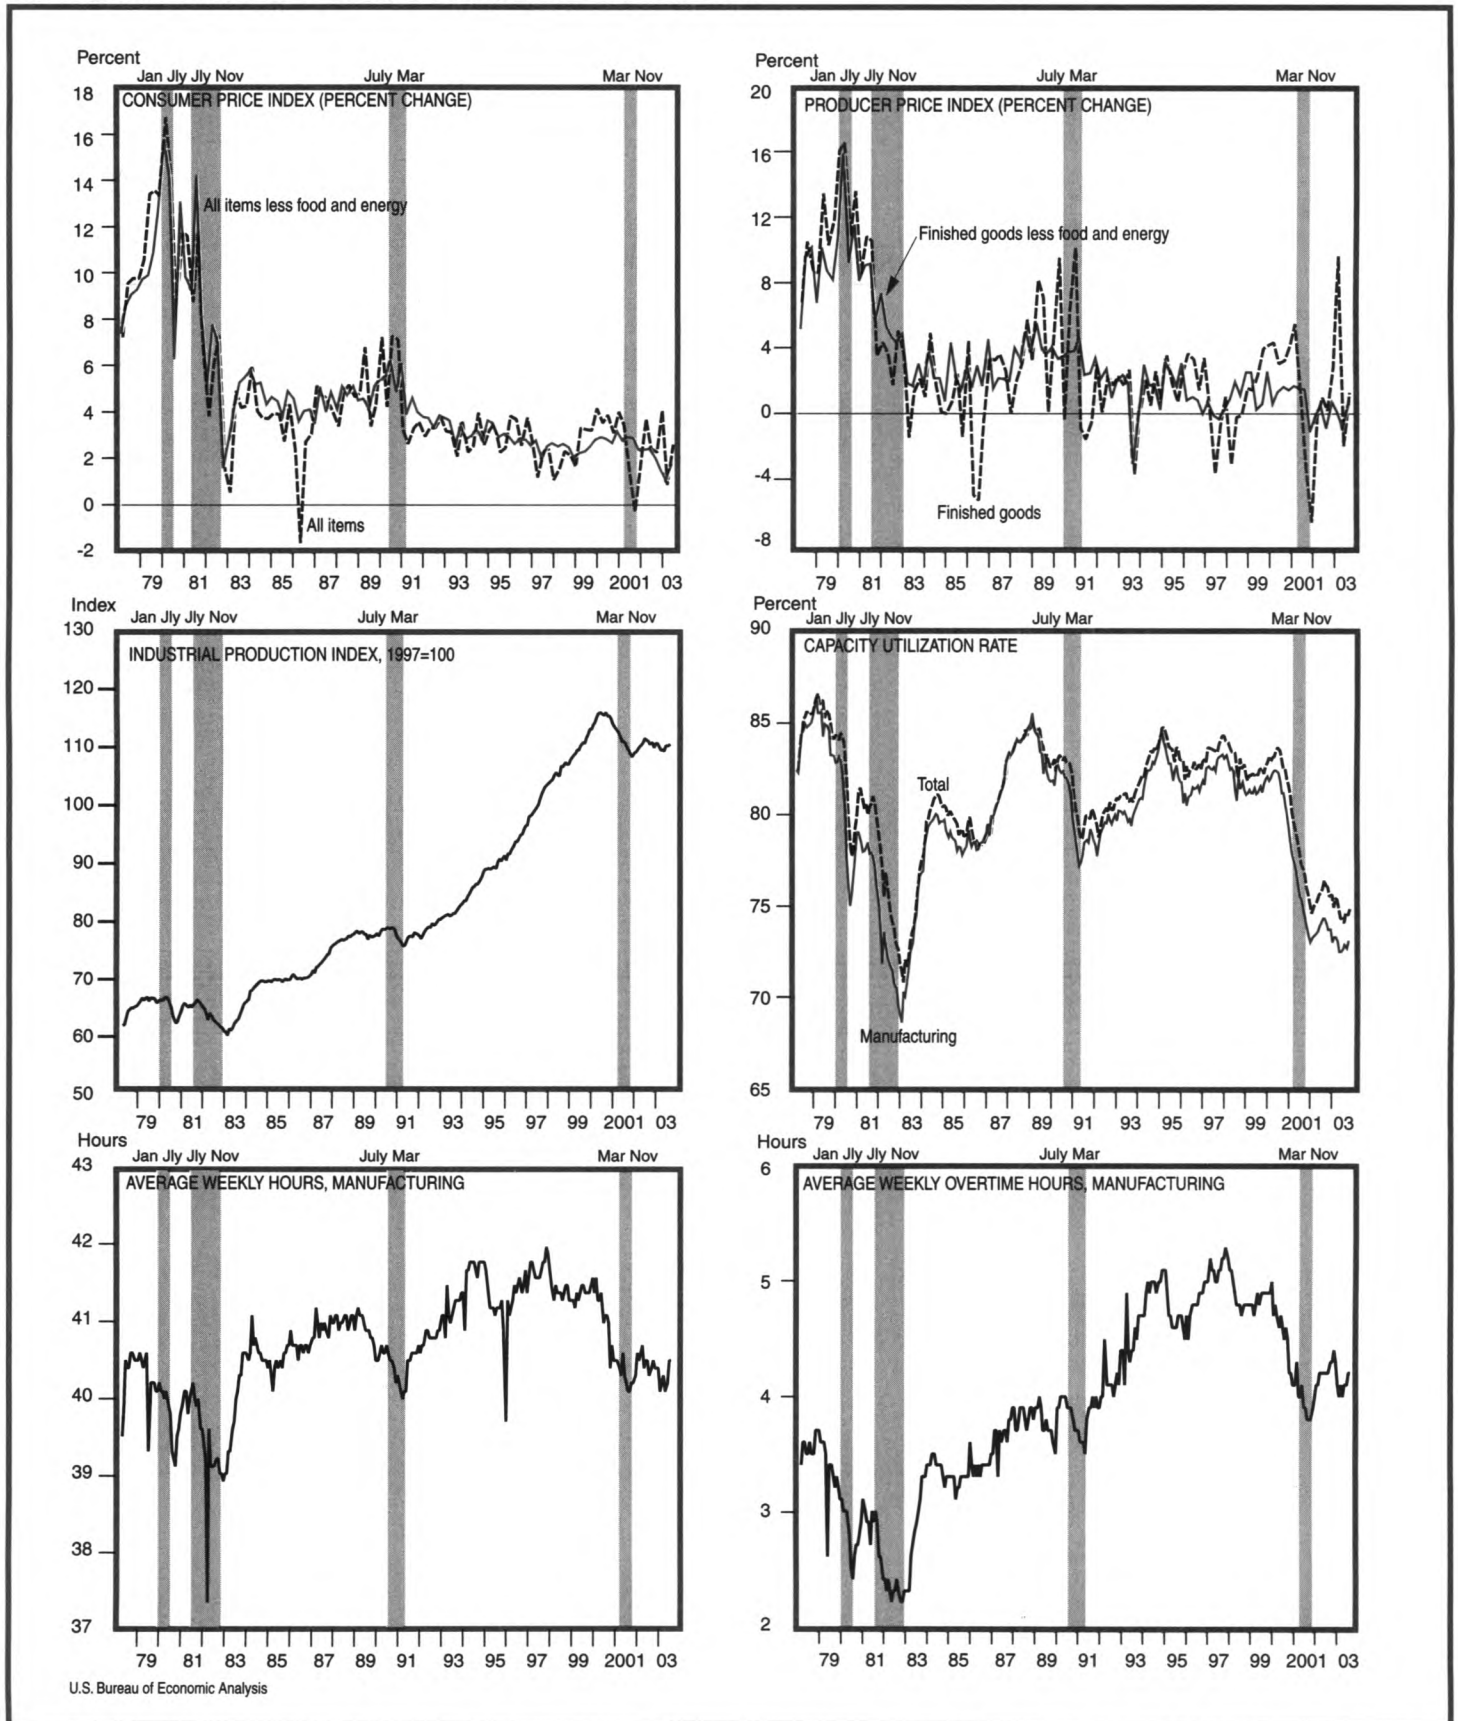 Percent
Jan Jly Jly Nov July Mar Mar Nov
CONSUMER PRICE INDEX (PERCENT CHANGE)
18
16
14
12
10
8
6
4
2
0
-2
All items less food and energy
All items
79 81 83 85 87 89 91 93 95 97 99 2001 03
Percent
Jan Jly Jly Nov July Mar Mar Nov
PRODUCER PRICE INDEX (PERCENT CHANGE)
20
16
12
8
4
0
-4
-8
Finished goods less food and energy
Finished goods
79 81 83 85 87 89 91 93 95 97 99 2001 03
Index
Jan Jly Jly Nov July Mar Mar Nov
INDUSTRIAL PRODUCTION INDEX, 1997=100
130
120
110
100
90
80
70
60
50
79 81 83 85 87 89 91 93 95 97 99 2001 03
Percent
Jan Jly Jly Nov July Mar Mar Nov
CAPACITY UTILIZATION RATE
90
85
80
75
70
65
Total
Manufacturing
79 81 83 85 87 89 91 93 95 97 99 2001 03
Hours
Jan Jly Jly Nov July Mar Mar Nov
AVERAGE WEEKLY HOURS, MANUFACTURING
43
42
41
40
39
38
37
79 81 83 85 87 89 91 93 95 97 99 2001 03
Hours
Jan Jly Jly Nov July Mar Mar Nov
AVERAGE WEEKLY OVERTIME HOURS, MANUFACTURING
6
5
4
3
2
79 81 83 85 87 89 91 93 95 97 99 2001 03
U.S. Bureau of Economic Analysis